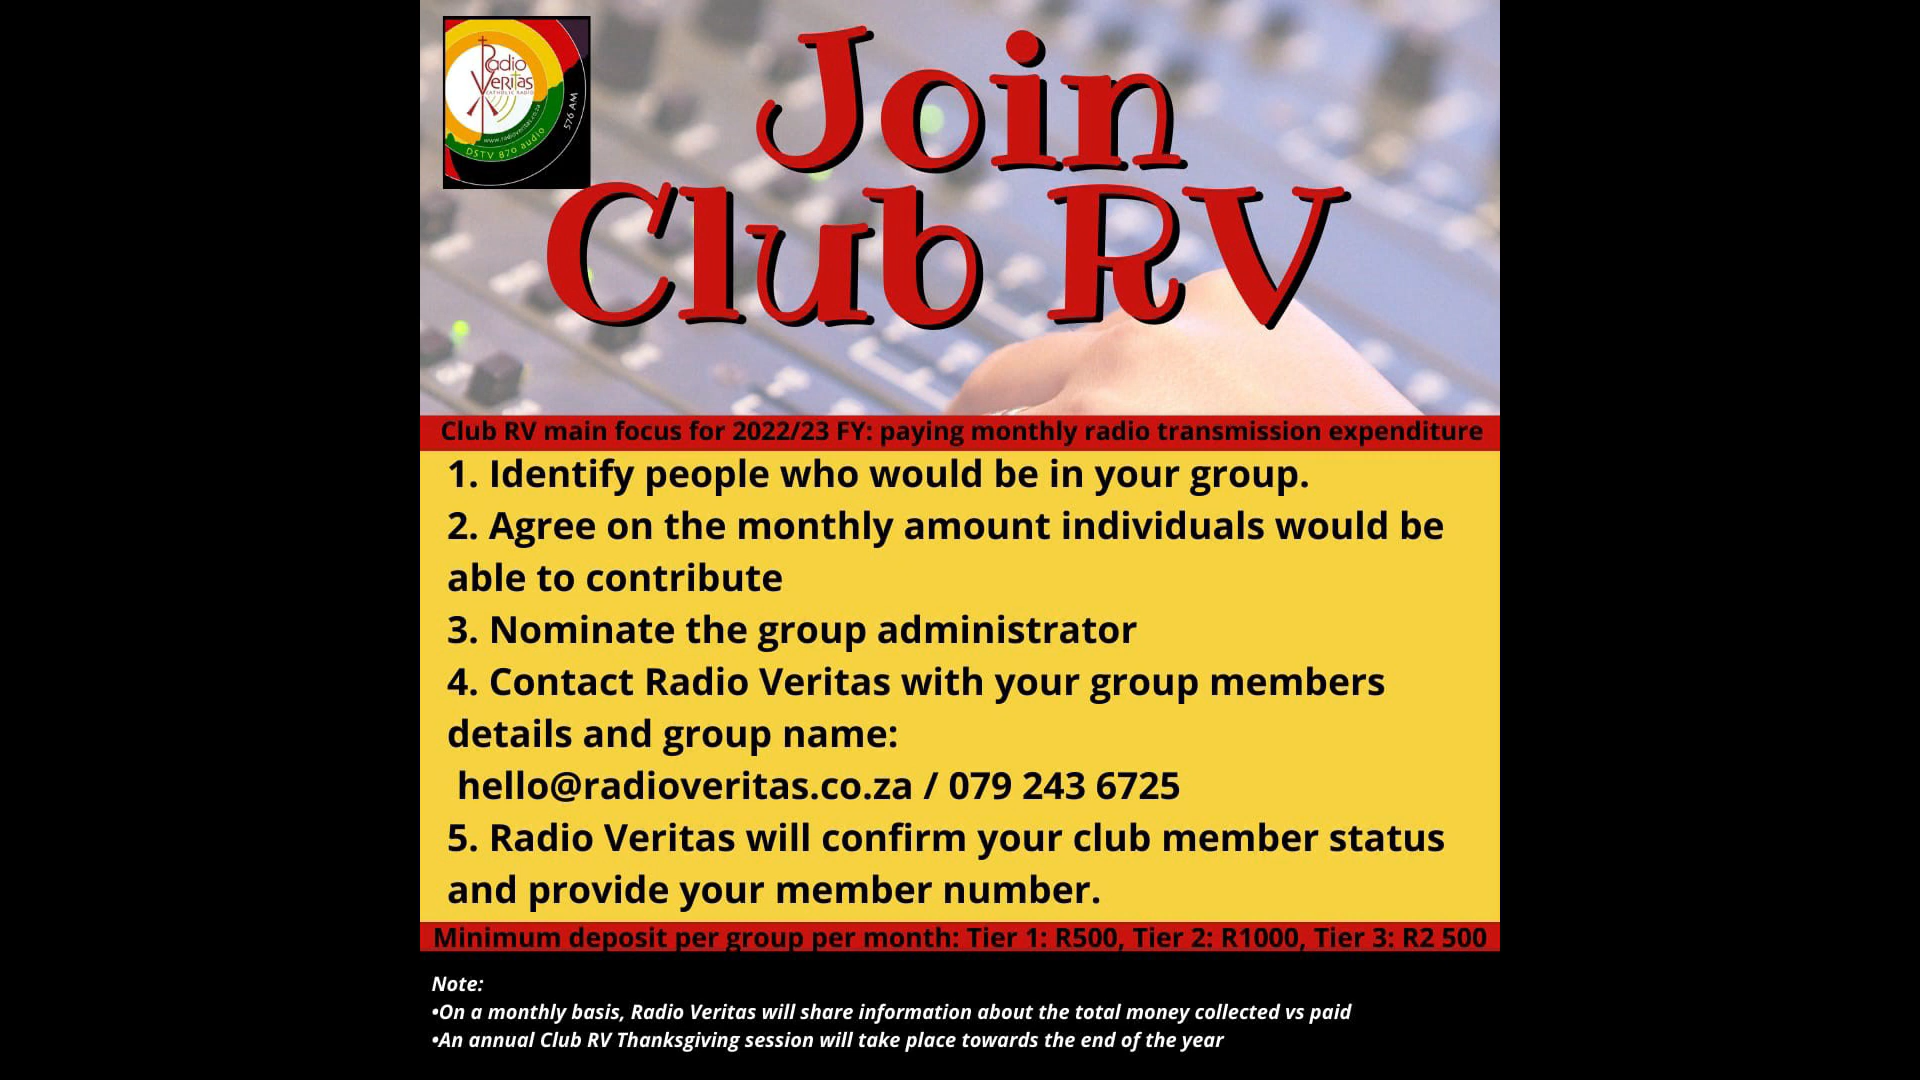 Radio
Veritas
CATHOLIC RADIO
www.radioveritas.co.za
DSTV 870 audio
576 AM
Join
Club RV
Club RV main focus for 2022/23 FY: paying monthly radio transmission expenditure
1. Identify people who would be in your group.
2. Agree on the monthly amount individuals would be
able to contribute
3. Nominate the group administrator
4. Contact Radio Veritas with your group members
details and group name:
hello@radioveritas.co.za / 079 243 6725
5. Radio Veritas will confirm your club member status
and provide your member number.
Minimum deposit per group per month: Tier 1: R500, Tier 2: R1000, Tier 3: R2 500
Note:
•On a monthly basis, Radio Veritas will share information about the total money collected vs paid
•An annual Club RV Thanksgiving session will take place towards the end of the year